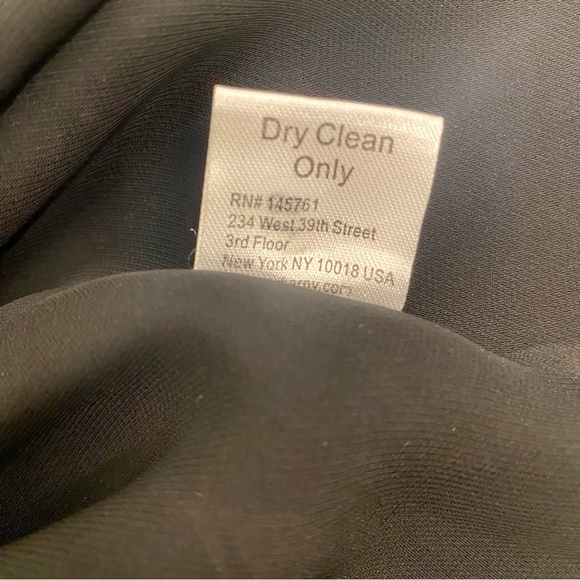 Dry Clean
Only
RN# 145761
234 West 39th Street
3rd Floor
New York NY 10018 USA